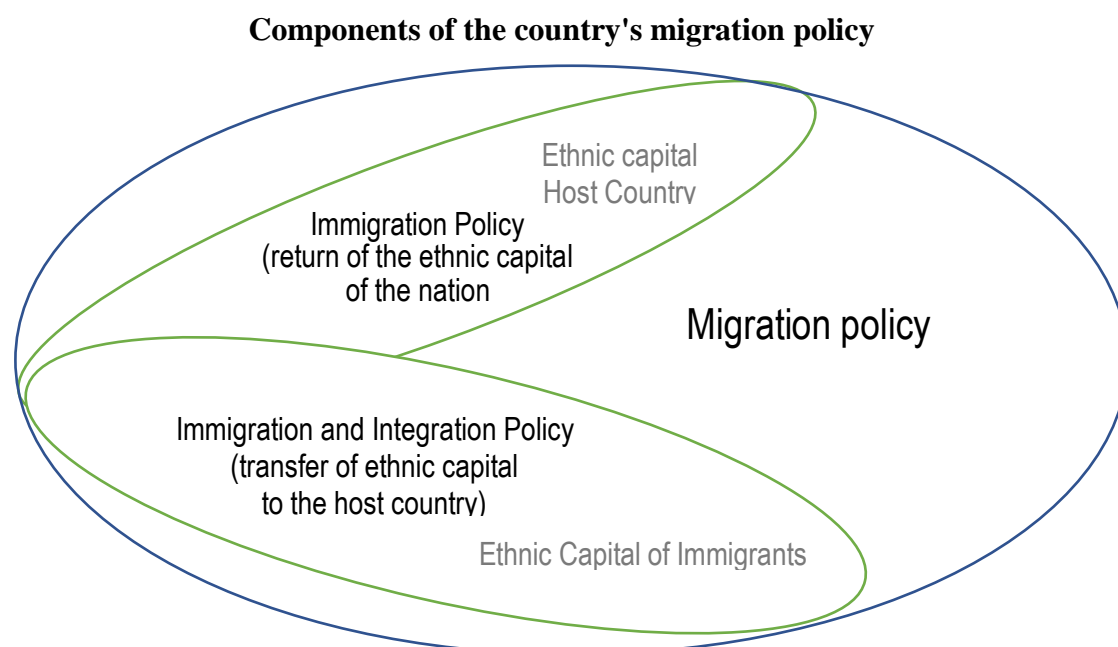 Components of the country's migration policy
Ethnic capital
Host Country
Immigration Policy
(return of the ethnic capital
of the nation
Migration policy
Immigration and Integration Policy
(transfer of ethnic capital
to the host country)
Ethnic Capital of Immigrants